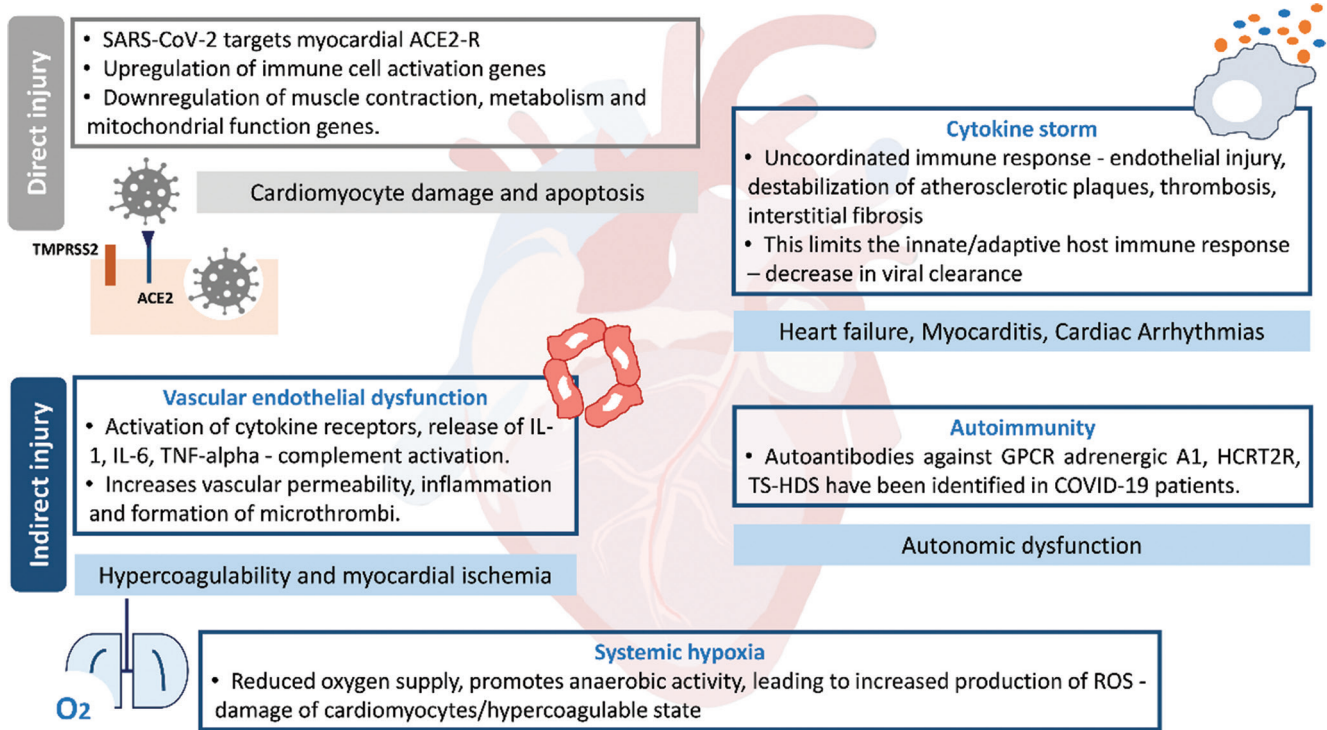 Direct injury
• SARS-CoV-2 targets myocardial ACE2-R
• Upregulation of immune cell activation genes
• Downregulation of muscle contraction, metabolism and
mitochondrial function genes.
Cardiomyocyte damage and apoptosis
TMPRSS2
ACE2
Cytokine storm
• Uncoordinated immune response - endothelial injury,
destabilization of atherosclerotic plaques, thrombosis,
interstitial fibrosis
• This limits the innate/adaptive host immune response
– decrease in viral clearance
Heart failure, Myocarditis, Cardiac Arrhythmias
Indirect injury
Vascular endothelial dysfunction
• Activation of cytokine receptors, release of IL-
1, IL-6, TNF-alpha - complement activation.
• Increases vascular permeability, inflammation
and formation of microthrombi.
Hypercoagulability and myocardial ischemia
Autoimmunity
• Autoantibodies against GPCR adrenergic A1, HCRT2R,
TS-HDS have been identified in COVID-19 patients.
Autonomic dysfunction
O2
Systemic hypoxia
• Reduced oxygen supply, promotes anaerobic activity, leading to increased production of ROS -
damage of cardiomyocytes/hypercoagulable state